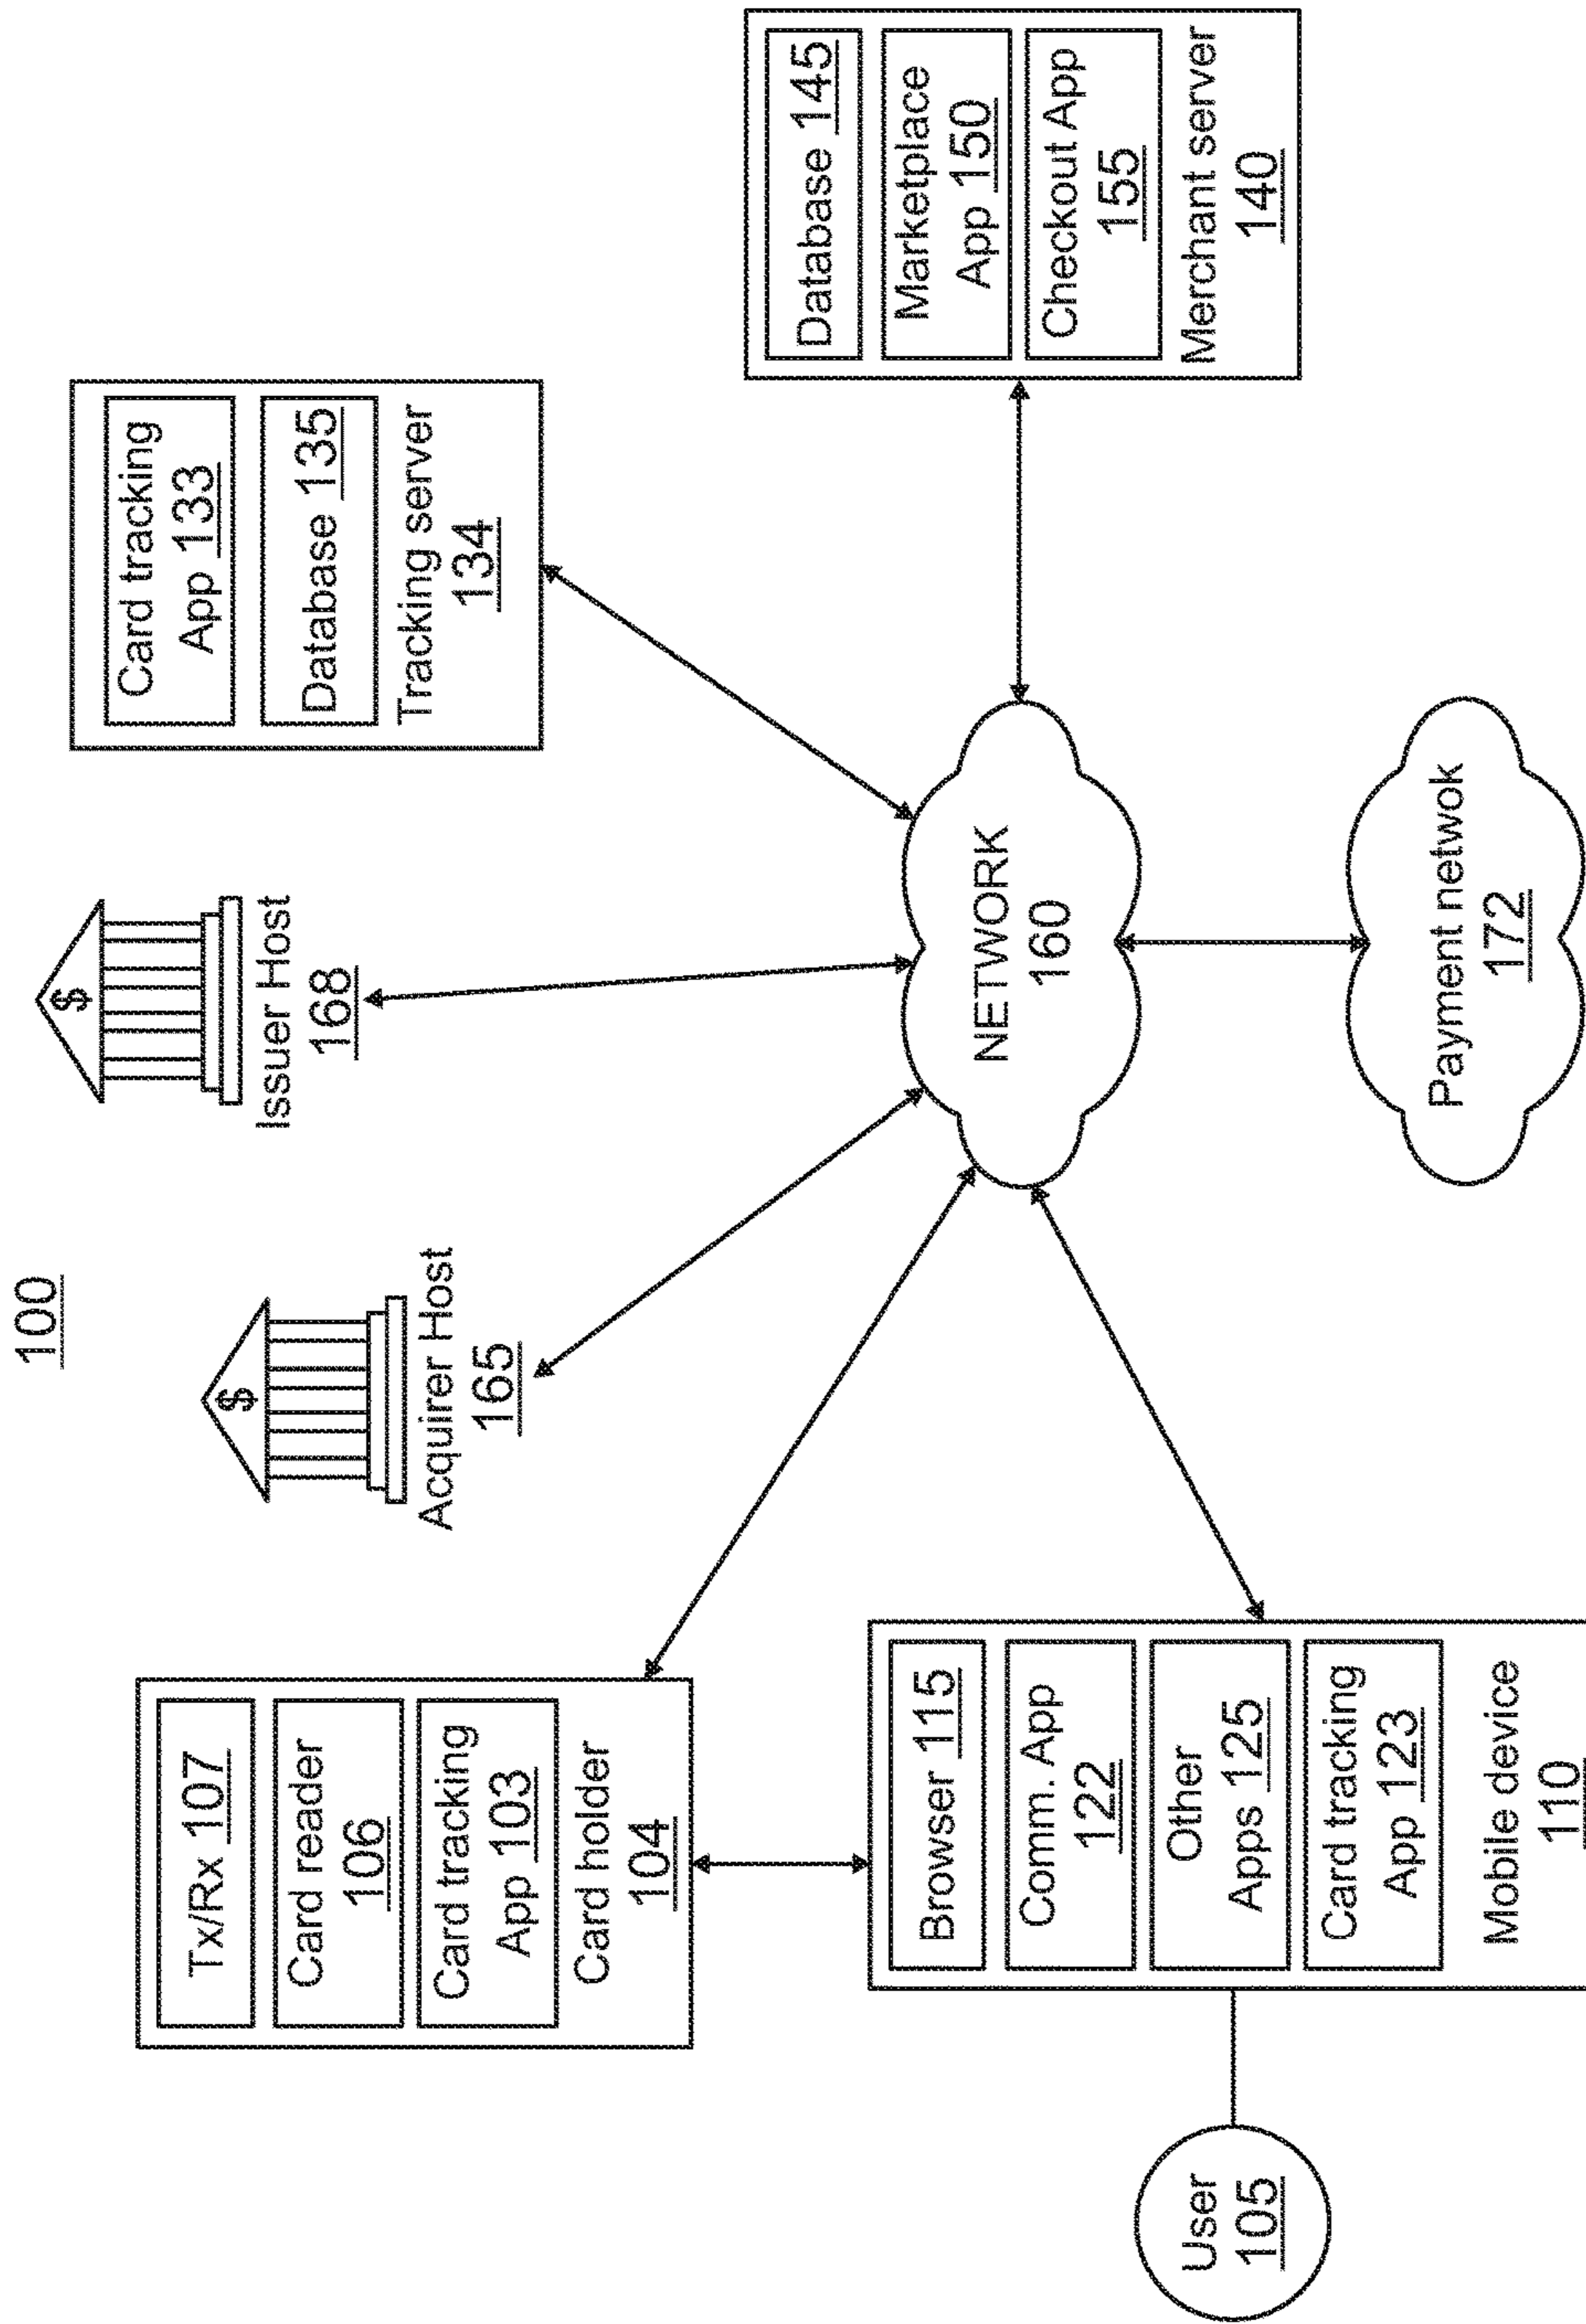 100
Issuer Host
168
Acquirer Host
165
Card tracking
App 133
Database 135
Tracking server
134
Tx/Rx 107
Card reader
106
Card tracking
App 103
Card holder
104
NETWORK
160
Database 145
Marketplace
App 150
Checkout App
155
Merchant server
140
User
105
Browser 115
Comm. App
122
Other
Apps 125
Card tracking
App 123
Mobile device
110
Payment netwok
172
$
$